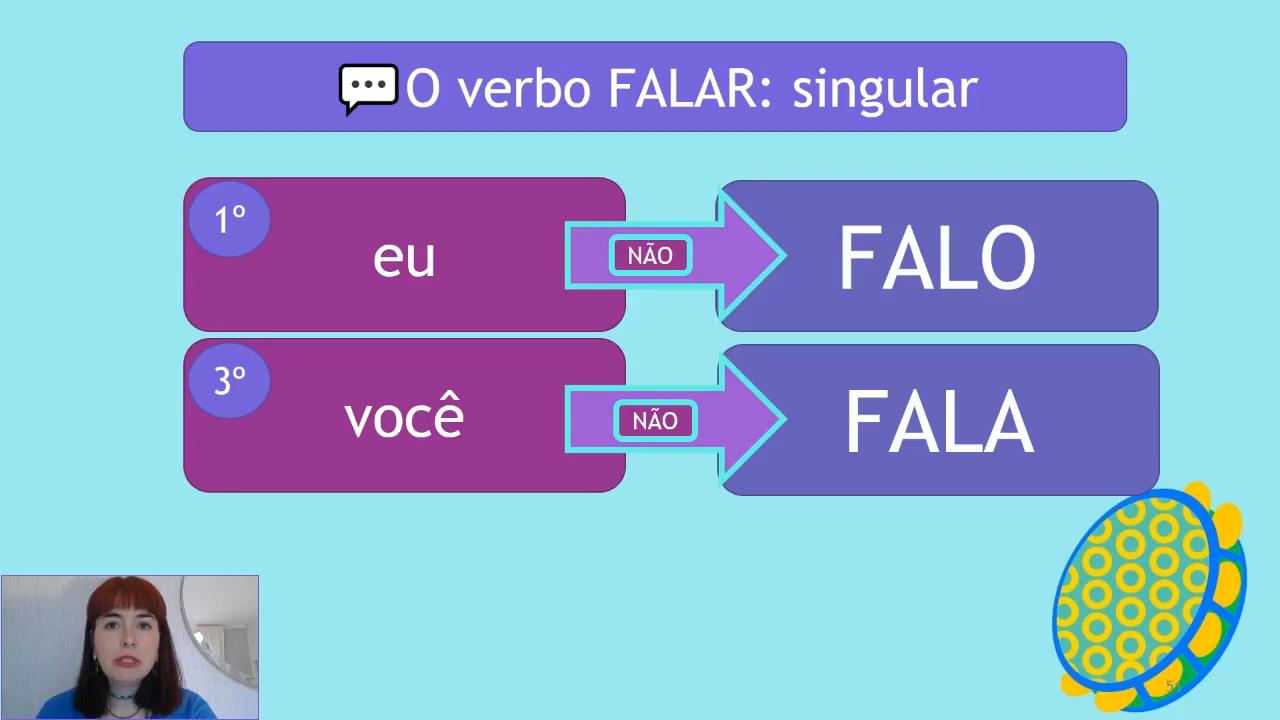 💬O verbo FALAR: singular
1º
eu
NÃO
FALO
3º
você
NÃO
FALA